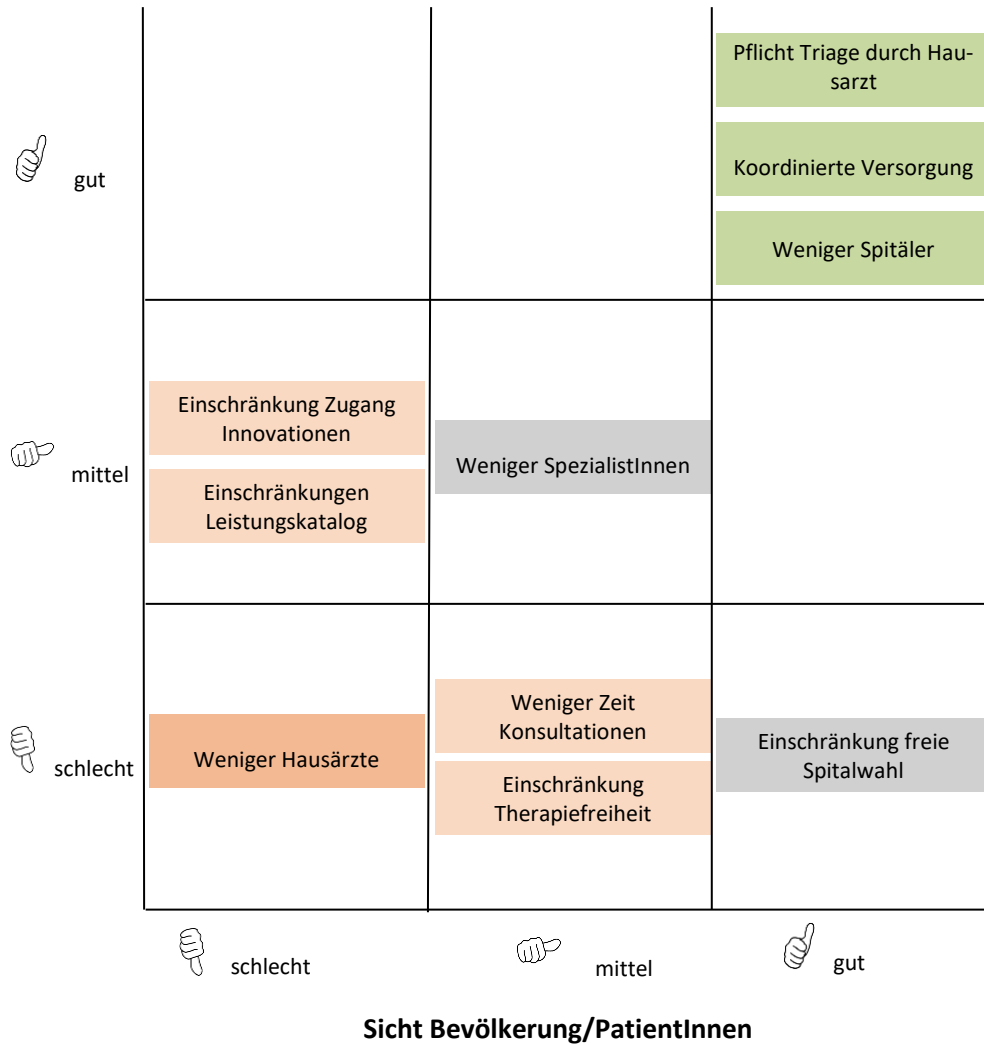 Pflicht Triage durch Hau-
sarzt
gut
Koordinierte Versorgung
Weniger Spitäler
Einschränkung Zugang
Innovationen
mittel
Weniger SpezialistInnen
Einschränkungen
Leistungskatalog
schlecht
Weniger Hausärzte
Weniger Zeit
Konsultationen
Einschränkung
Therapiefreiheit
Einschränkung freie
Spitalwahl
schlecht
mittel
gut
Sicht Bevölkerung/PatientInnen